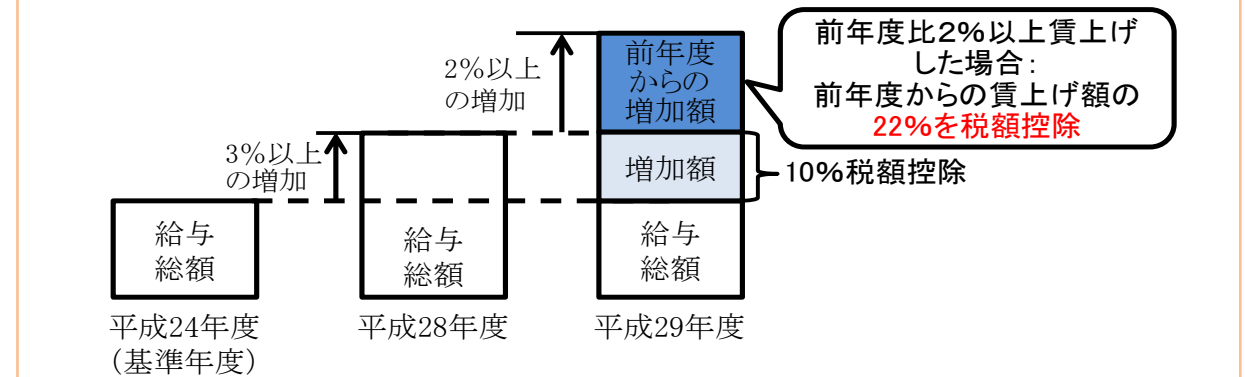 前年度比2%以上賃上げ
した場合:
前年度からの賃上げ額の
22%を税額控除
2%以上
の増加
前年度
からの
増加額
3%以上
の増加
増加額
10%税額控除
給与
総額
給与
総額
給与
総額
平成24年度
(基準年度)
平成28年度
平成29年度